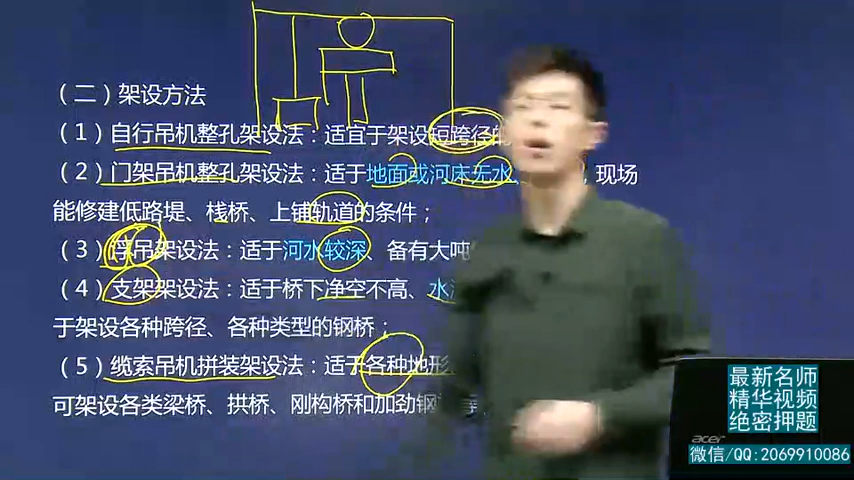 （二）架设方法
（1）自行吊机整孔架设法：适宜于架设短跨径的
（2）门架吊机整孔架设法：适于地面或河床无水、，现场
能修建低路堤、栈桥、上铺轨道的条件；
（3）浮吊架设法：适于河水较深、备有大吨
（4）支架架设法：适于桥下净空不高、水
于架设各种跨径、各种类型的钢桥；
（5）缆索吊机拼装架设法：适于各种地形
可架设各类梁桥、拱桥、刚构桥和加劲钢
最新名师
精华视频
绝密押题
acer
微信/QQ:2069910086